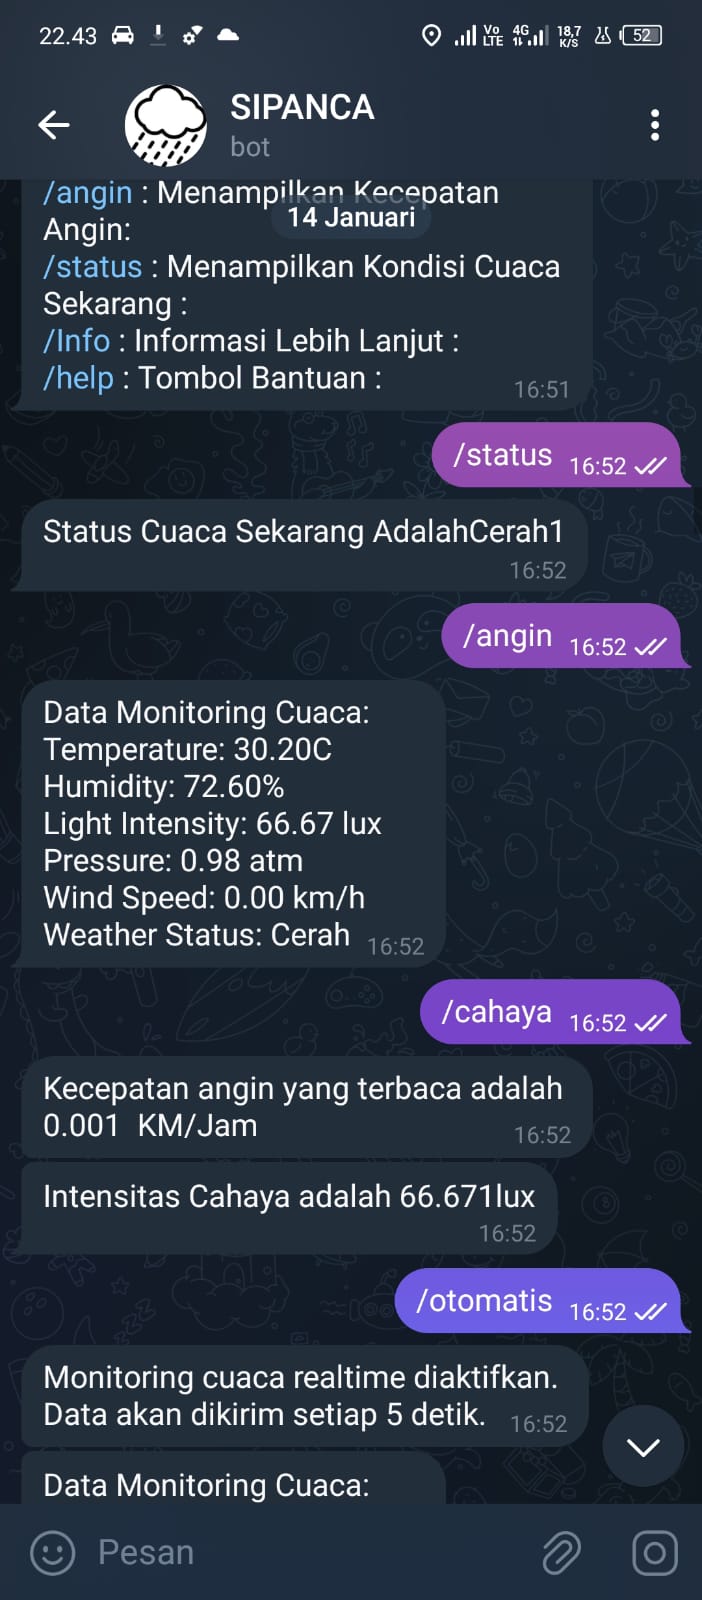 22.43
Vo LTE 4G 18,7 K/S 52
SIPANCA
bot
/angin : Menampilkan Kecepatan
14 Januari
Angin:
/status : Menampilkan Kondisi Cuaca
Sekarang :
/Info : Informasi Lebih Lanjut :
/help : Tombol Bantuan :
16:51
/status 16:52
Status Cuaca Sekarang AdalahCerah1
16:52
/angin 16:52
Data Monitoring Cuaca:
Temperature: 30.20C
Humidity: 72.60%
Light Intensity: 66.67 lux
Pressure: 0.98 atm
Wind Speed: 0.00 km/h
Weather Status: Cerah 16:52
/cahaya 16:52
Kecepatan angin yang terbaca adalah
0.001 KM/Jam
16:52
Intensitas Cahaya adalah 66.671lux
16:52
/otomatis 16:52
Monitoring cuaca realtime diaktifkan.
Data akan dikirim setiap 5 detik. 16:52
Data Monitoring Cuaca:
Pesan